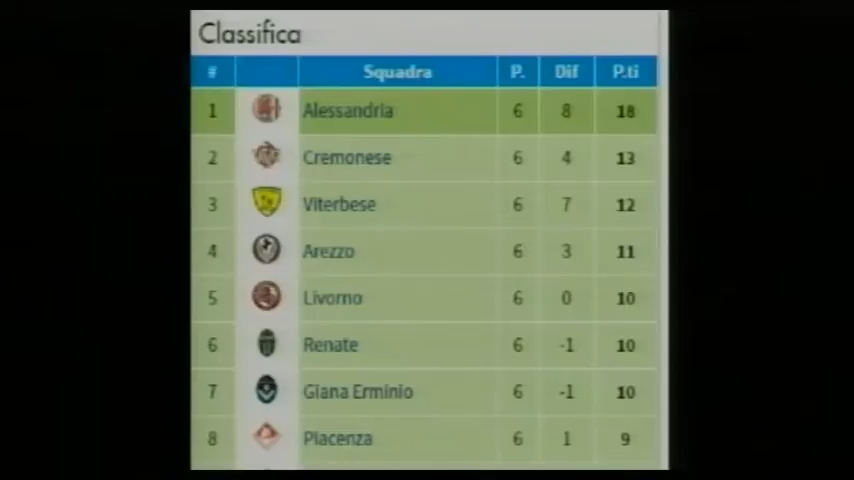 Classifica
# Squadra P. Dif P.ti
1 Alessandria 6 8 18
2 Cremonese 6 4 13
3 Viterbese 6 7 12
4 Arezzo 6 3 11
5 Livorno 6 0 10
6 Renate 6 -1 10
7 Giana Erminio 6 -1 10
8 Piacenza 6 1 9